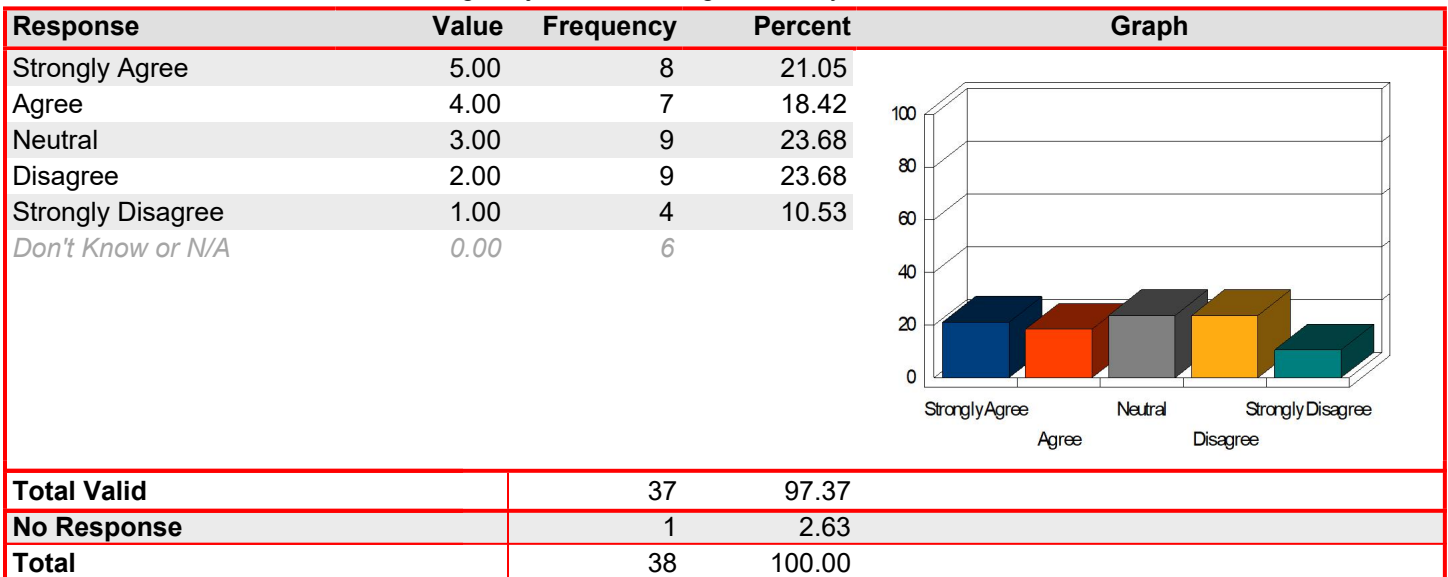 Response Value Frequency Percent Graph
Strongly Agree 5.00 8 21.05
Agree 4.00 7 18.42
Neutral 3.00 9 23.68
Disagree 2.00 9 23.68
Strongly Disagree 1.00 4 10.53
Don't Know or N/A 0.00 6
100
80
60
40
20
0
Strongly Agree Neutral Strongly Disagree
Agree Disagree
Total Valid 37 97.37
No Response 1 2.63
Total 38 100.00